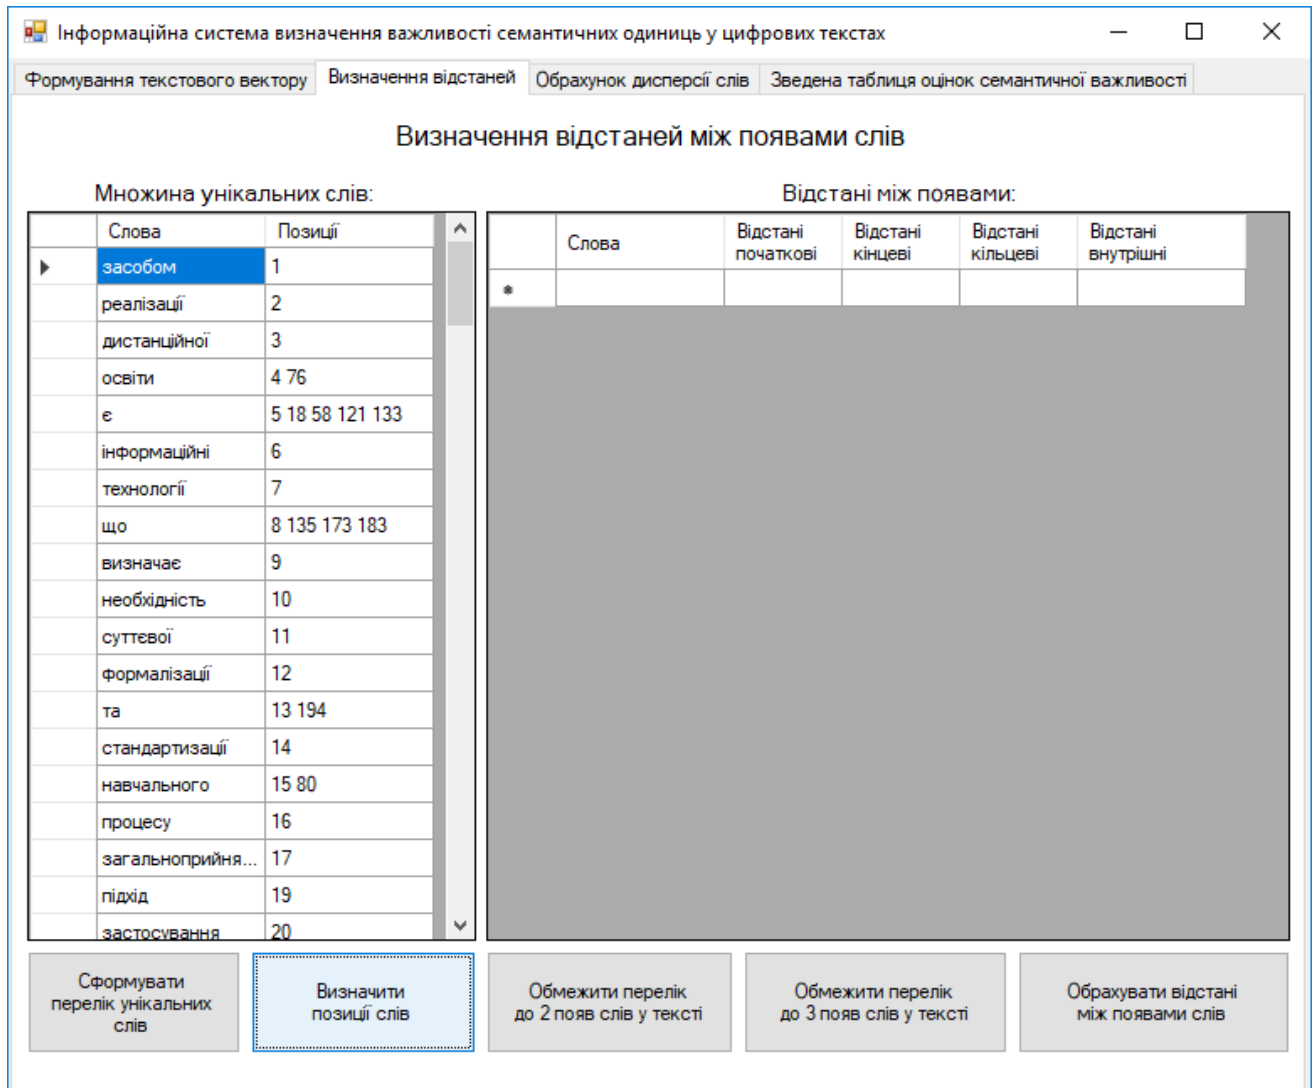 Інформаційна система визначення важливості семантичних одиниць у цифрових текстах
Формування текстового вектору Визначення відстаней Обрахунок дисперсії слів Зведена таблиця оцінок семантичної важливості
Визначення відстаней між появами слів
Множина унікальних слів:
Слова Позиції
засобом 1
реалізації 2
дистанційної 3
освіти 4 76
є 5 18 58 121 133
інформаційні 6
технології 7
що 8 135 173 183
визначає 9
необхідність 10
суттєвої 11
формалізації 12
та 13 194
стандартизації 14
навчального 15 80
процесу 16
загальноприйня... 17
підхід 19
застосування 20
Відстані між появами:
Слова Відстані початкові Відстані кінцеві Відстані кільцеві Відстані внутрішні
Сформувати
перелік унікальних
слів
Визначити
позиції слів
Обмежити перелік
до 2 появ слів у тексті
Обмежити перелік
до 3 появ слів у тексті
Обрахувати відстані
між появами слів